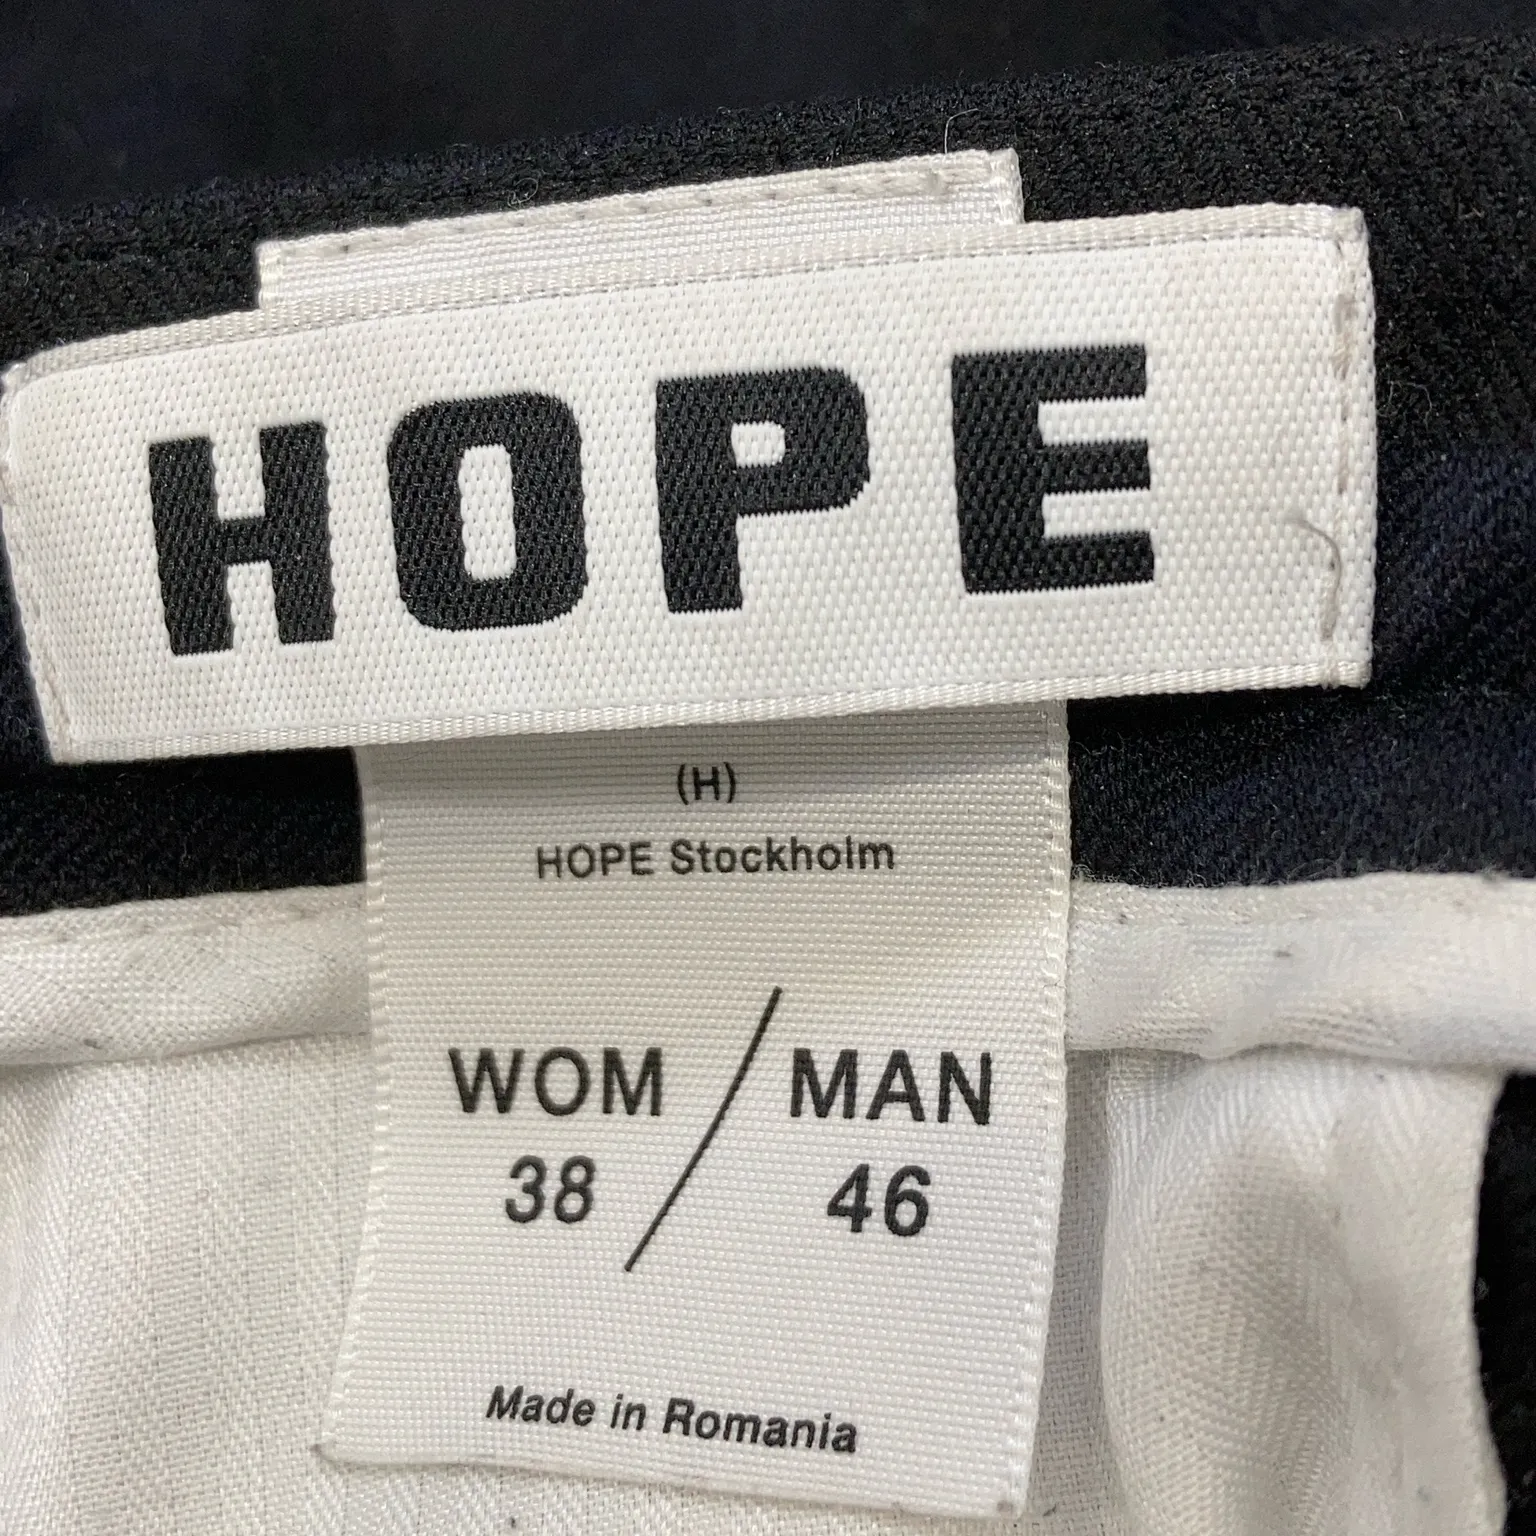 HOPE
(H)
HOPE Stockholm
WOM / MAN
38 / 46
Made in Romania